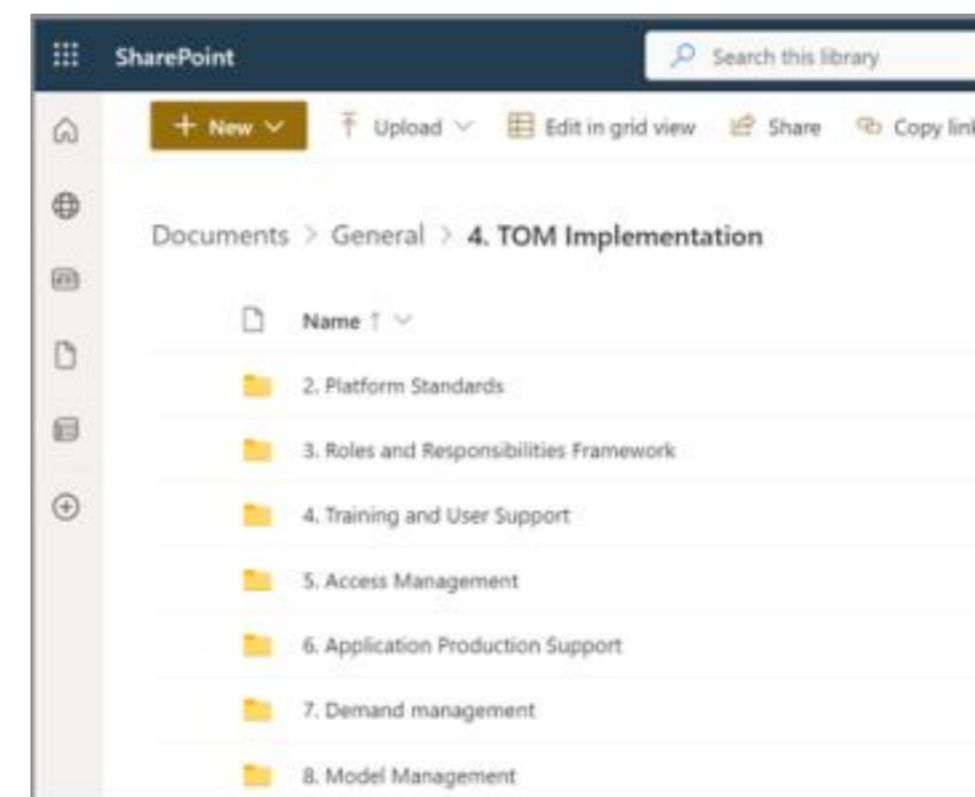 SharePoint
Search this library
New
Upload
Edit in grid view
Share
Copy link
Documents > General > 4. TOM Implementation
Name ↑
2. Platform Standards
3. Roles and Responsibilities Framework
4. Training and User Support
5. Access Management
6. Application Production Support
7. Demand management
8. Model Management